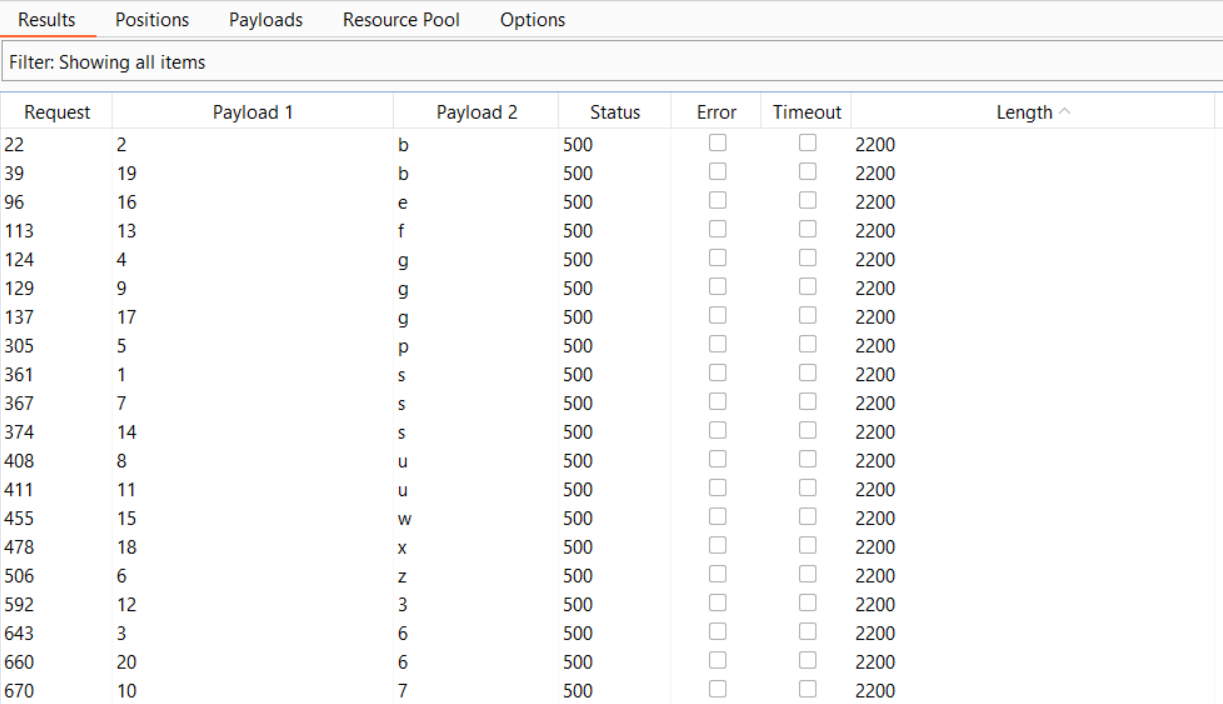 Results Positions Payloads Resource Pool Options
Filter: Showing all items
Request Payload 1 Payload 2 Status Error Timeout Length
22 2 b 500 2200
39 19 b 500 2200
96 16 e 500 2200
113 13 f 500 2200
124 4 g 500 2200
129 9 g 500 2200
137 17 g 500 2200
305 5 p 500 2200
361 1 s 500 2200
367 7 s 500 2200
374 14 s 500 2200
408 8 u 500 2200
411 11 u 500 2200
455 15 w 500 2200
478 18 x 500 2200
506 6 z 500 2200
592 12 3 500 2200
643 3 6 500 2200
660 20 6 500 2200
670 10 7 500 2200